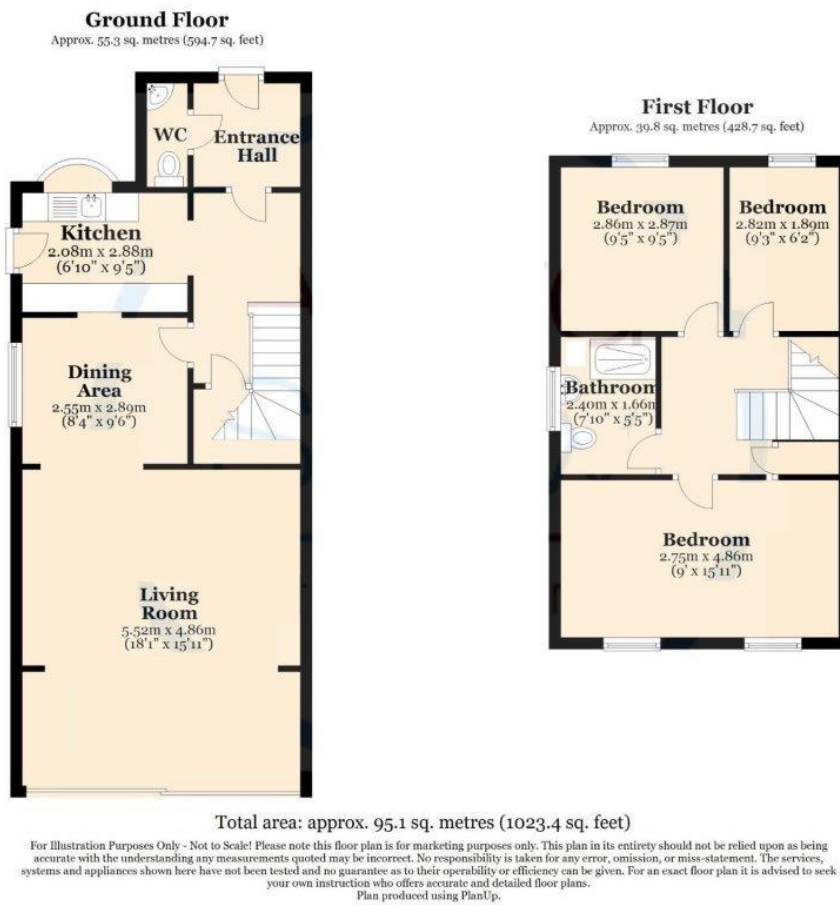 Ground Floor
Approx. 55.3 sq. metres (594.7 sq. feet)
WC
Entrance
Hall
Kitchen
2.08m x 2.88m
(6'10" x 9'5")
Dining
Area
2.55m x 2.89m
(8'4" x 9'6")
Living
Room
5.52m x 4.86m
(18'1" x 15'11")
First Floor
Approx. 39.8 sq. metres (428.7 sq. feet)
Bedroom
2.86m x 2.87m
(9'5" x 9'5")
Bedroom
2.82m x 1.89m
(9'3" x 6'2")
Bathroom
2.40m x 1.66m
(7'10" x 5'5")
Bedroom
2.75m x 4.86m
(9' x 15'11")
Total area: approx. 95.1 sq. metres (1023.4 sq. feet)
For Illustration Purposes Only - Not to Scale! Please note this floor plan is for marketing purposes only. This plan in its entirety should not be relied upon as being
accurate with the understanding any measurements quoted may be incorrect. No responsibility is taken for any error, omission, or miss-statement. The services,
systems and appliances shown here have not been tested and no guarantee as to their operability or efficiency can be given. For an exact floor plan it is advised to seek
your own instruction who offers accurate and detailed floor plans.
Plan produced using PlanUp.